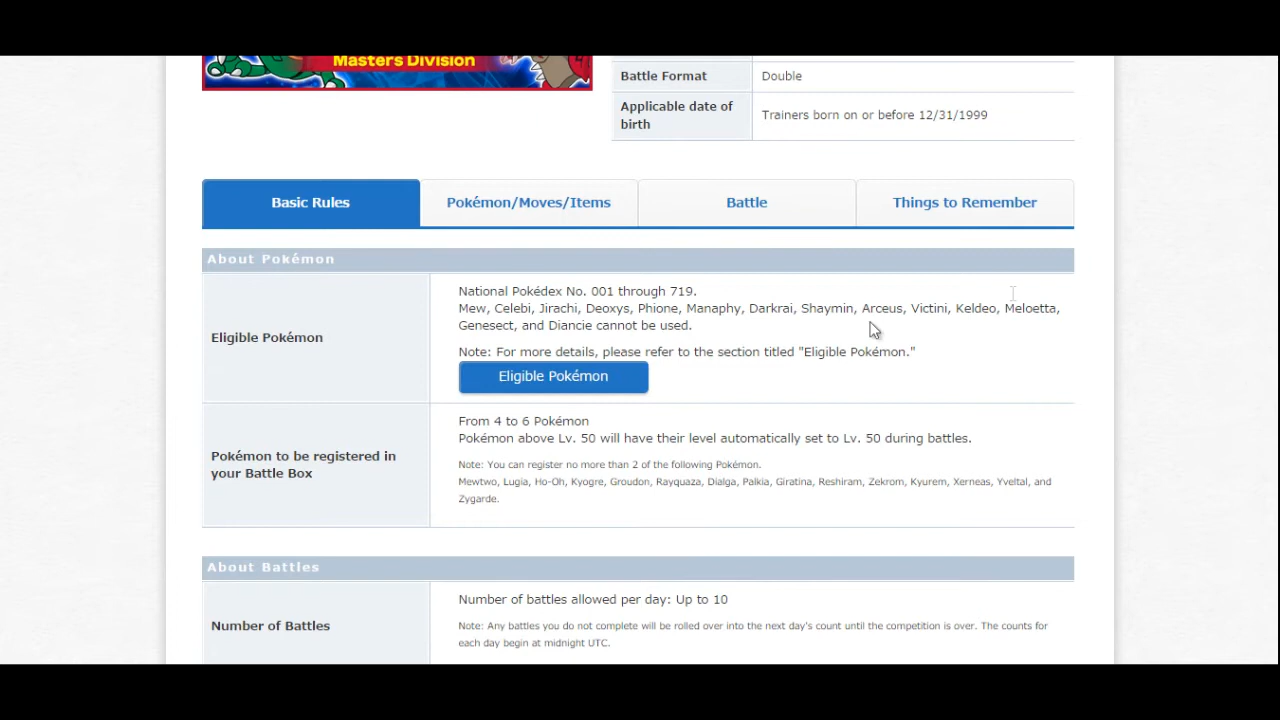 Masters Division
Battle Format Double
Applicable date of birth Trainers born on or before 12/31/1999
Basic Rules Pokémon/Moves/Items Battle Things to Remember
About Pokémon
Eligible Pokémon
National Pokédex No. 001 through 719.
Mew, Celebi, Jirachi, Deoxys, Phione, Manaphy, Darkrai, Shaymin, Arceus, Victini, Keldeo, Meloetta,
Genesect, and Diancie cannot be used.
Note: For more details, please refer to the section titled "Eligible Pokémon."
Eligible Pokémon
Pokémon to be registered in
your Battle Box
From 4 to 6 Pokémon
Pokémon above Lv. 50 will have their level automatically set to Lv. 50 during battles.
Note: You can register no more than 2 of the following Pokémon.
Mewtwo, Lugia, Ho-Oh, Kyogre, Groudon, Rayquaza, Dialga, Palkia, Giratina, Reshiram, Zekrom, Kyurem, Xerneas, Yveltal, and
Zygarde.
About Battles
Number of Battles
Number of battles allowed per day: Up to 10
Note: Any battles you do not complete will be rolled over into the next day's count until the competition is over. The counts for
each day begin at midnight UTC.